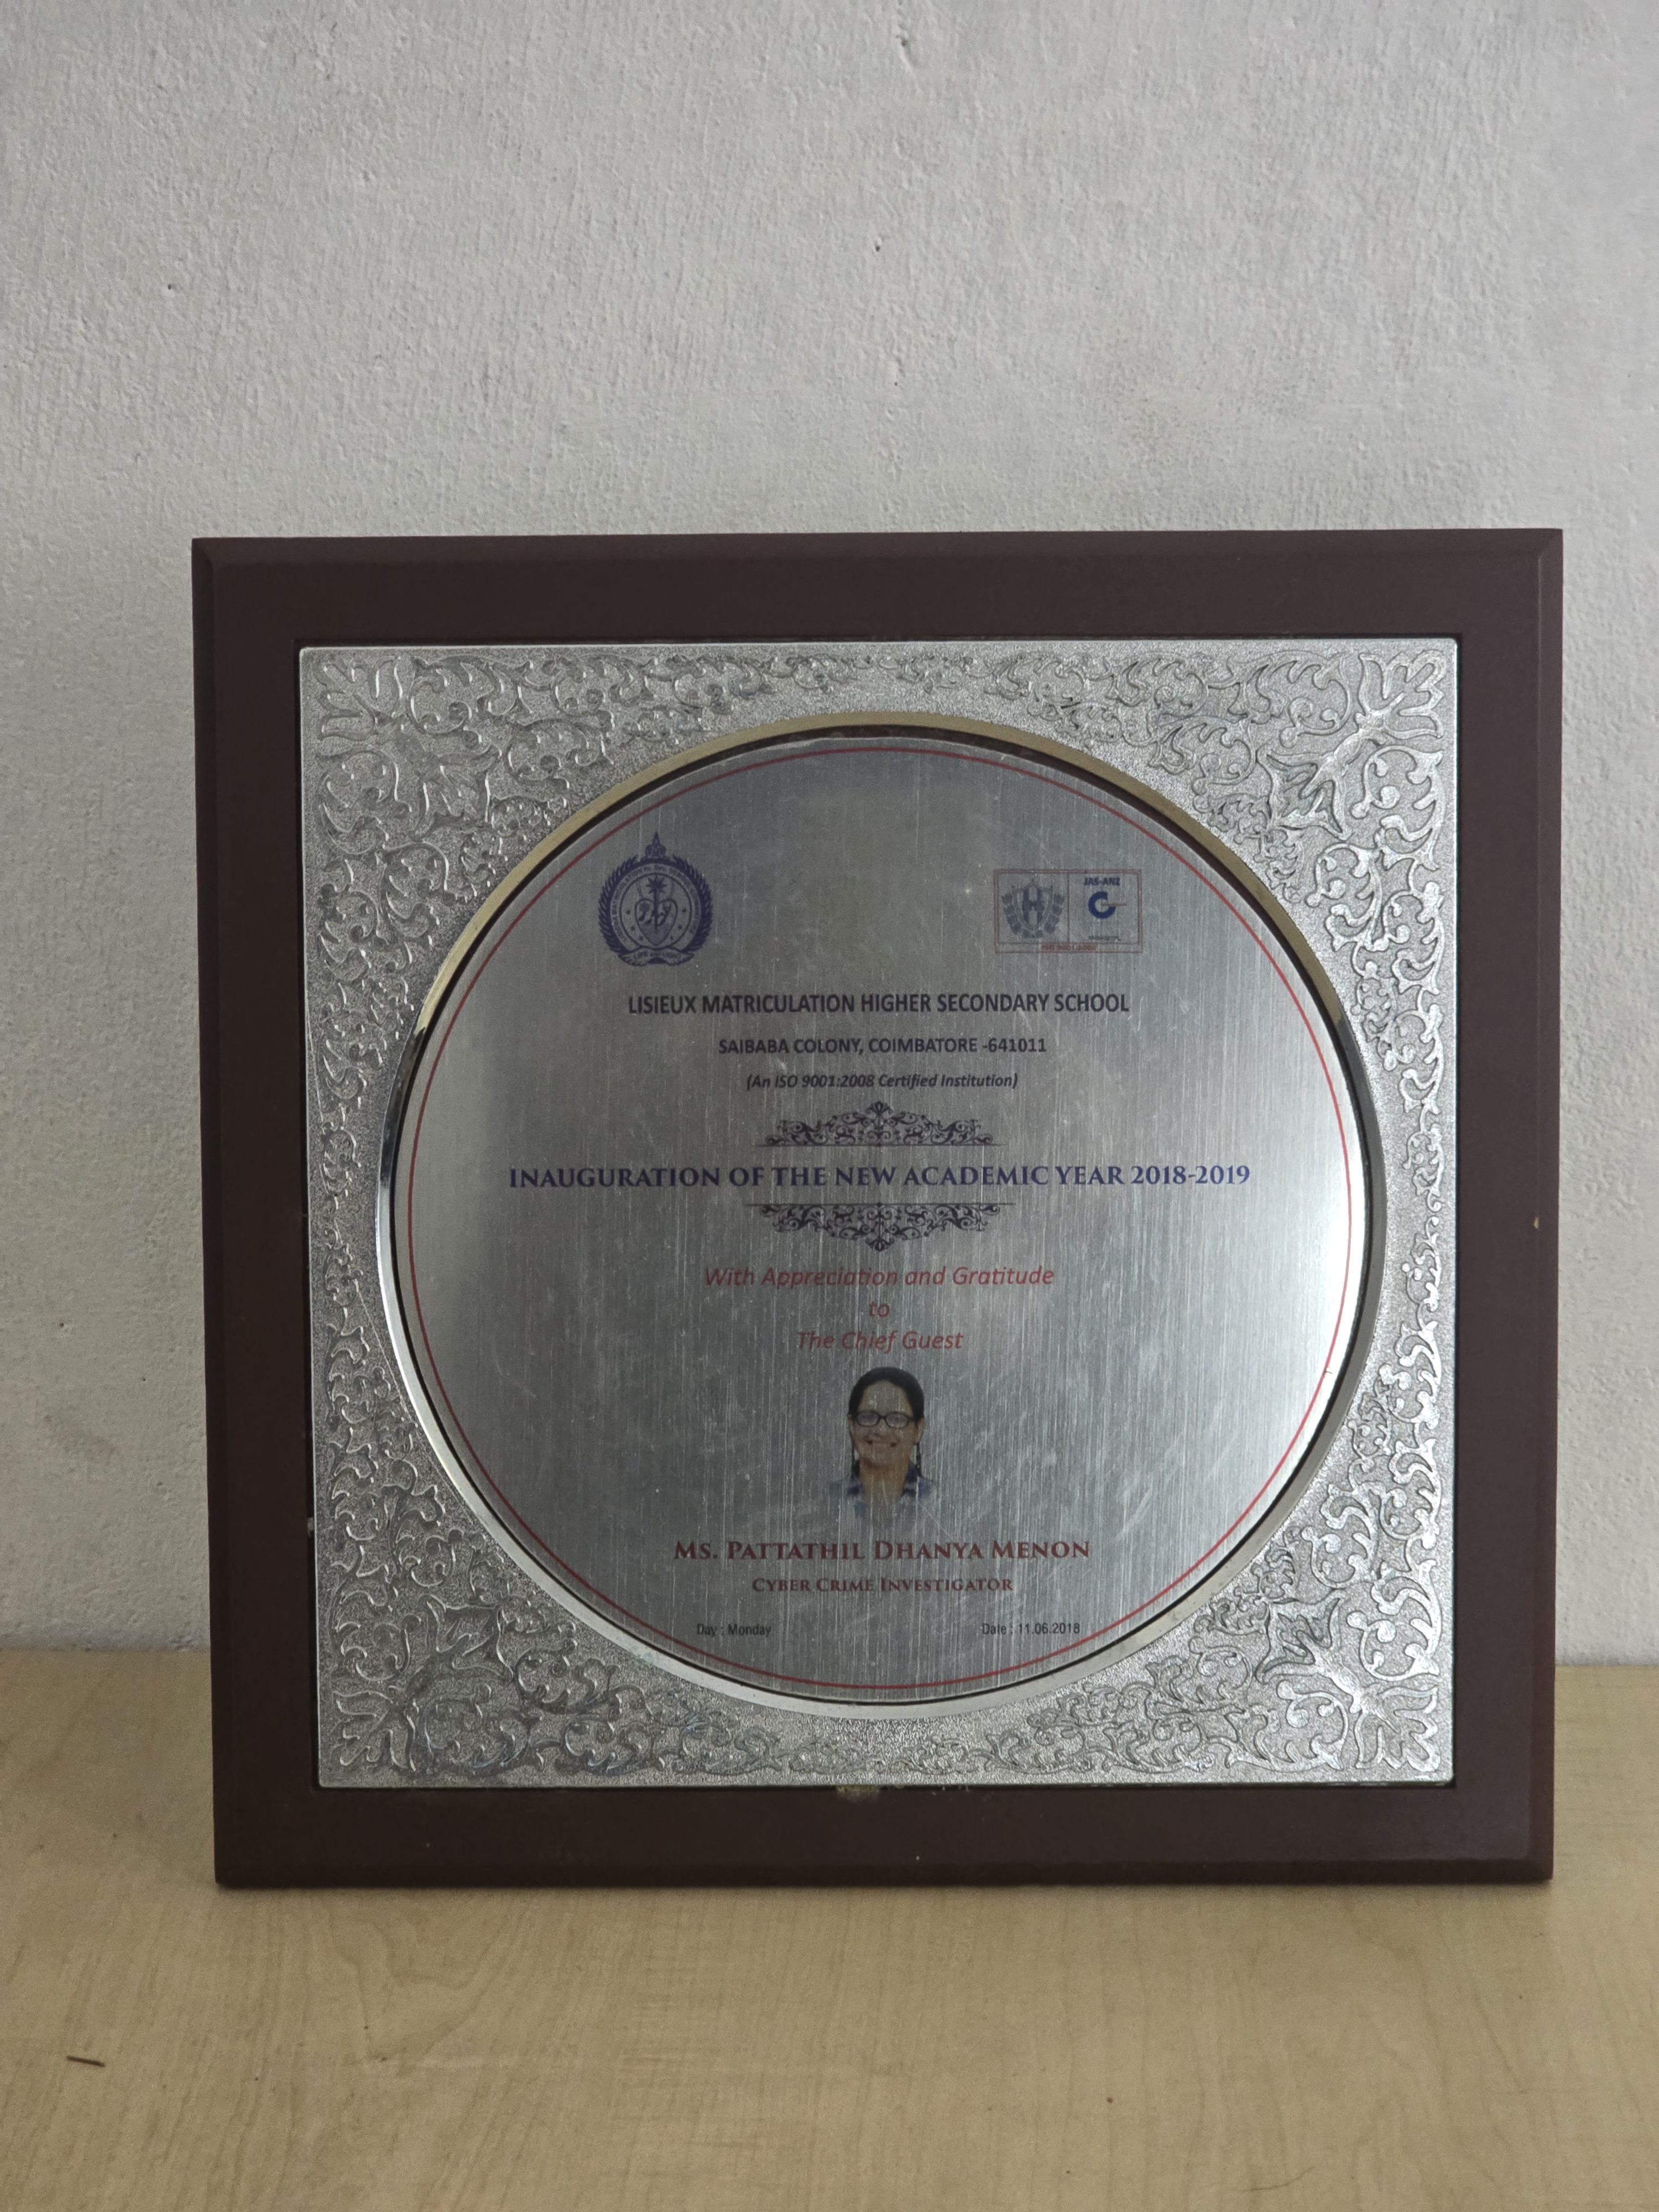 JAS-ANZ
LISIEUX MATRICULATION HIGHER SECONDARY SCHOOL
SAIBABA COLONY, COIMBATORE -641011
(An ISO 9001:2008 Certified Institution)
INAUGURATION OF THE NEW ACADEMIC YEAR 2018-2019
With Appreciation and Gratitude
to
The Chief Guest
MS. PATTATHIL DHANYA MENON
CYBER CRIME INVESTIGATOR
Day : Monday Date : 11.06.2018